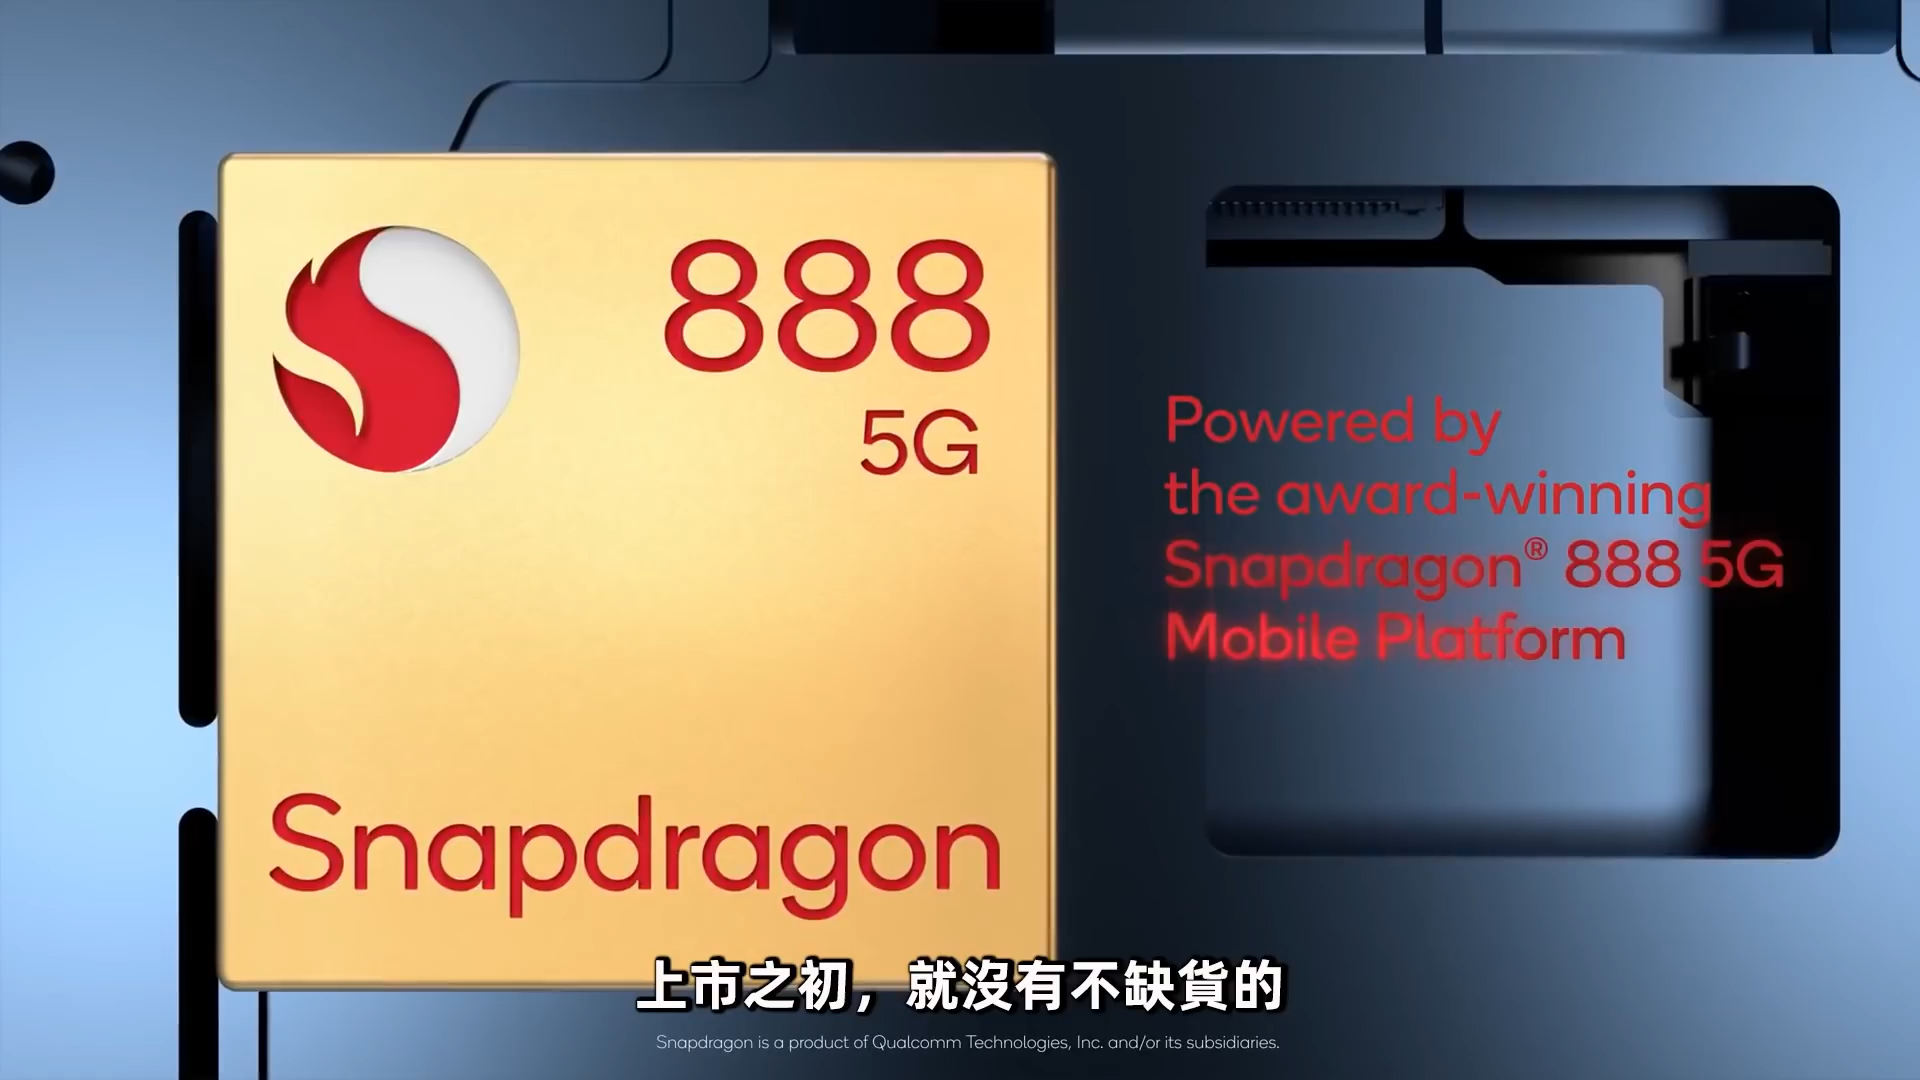 888
5G
Snapdragon
Powered by
the award-winning
Snapdragon® 888 5G
Mobile Platform
上市之初，就沒有不缺貨的
Snapdragon is a product of Qualcomm Technologies, Inc. and/or its subsidiaries.